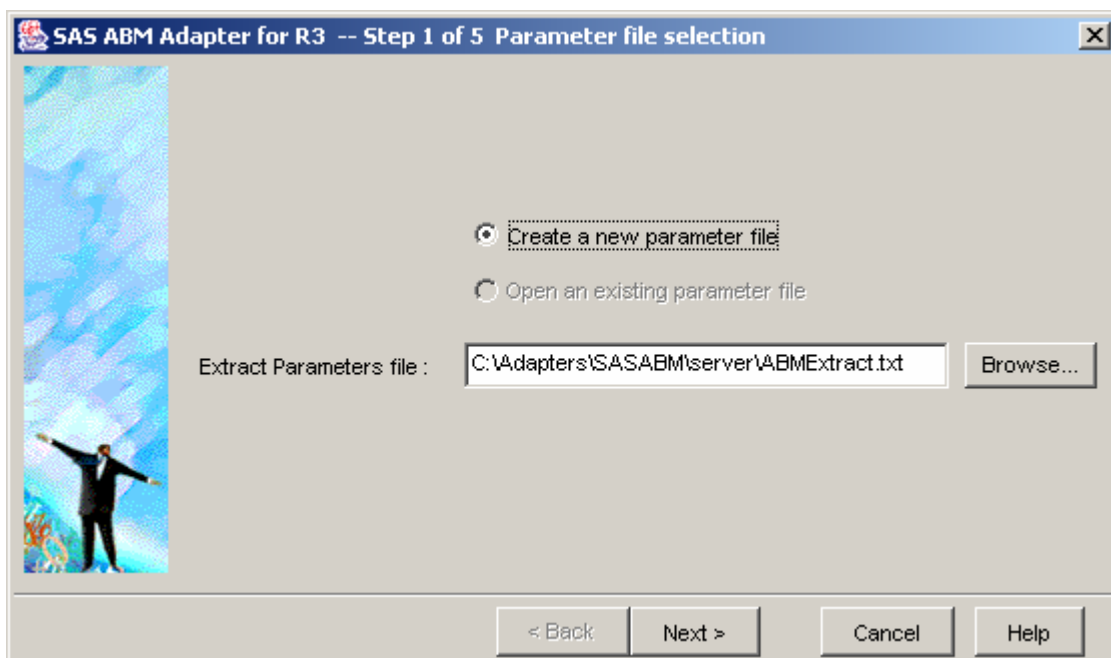 SAS ABM Adapter for R3 -- Step 1 of 5 Parameter file selection
Create a new parameter file
Open an existing parameter file
Extract Parameters file :
C:\Adapters\SASABM\server\ABMExtract.txt
Browse...
< Back
Next >
Cancel
Help